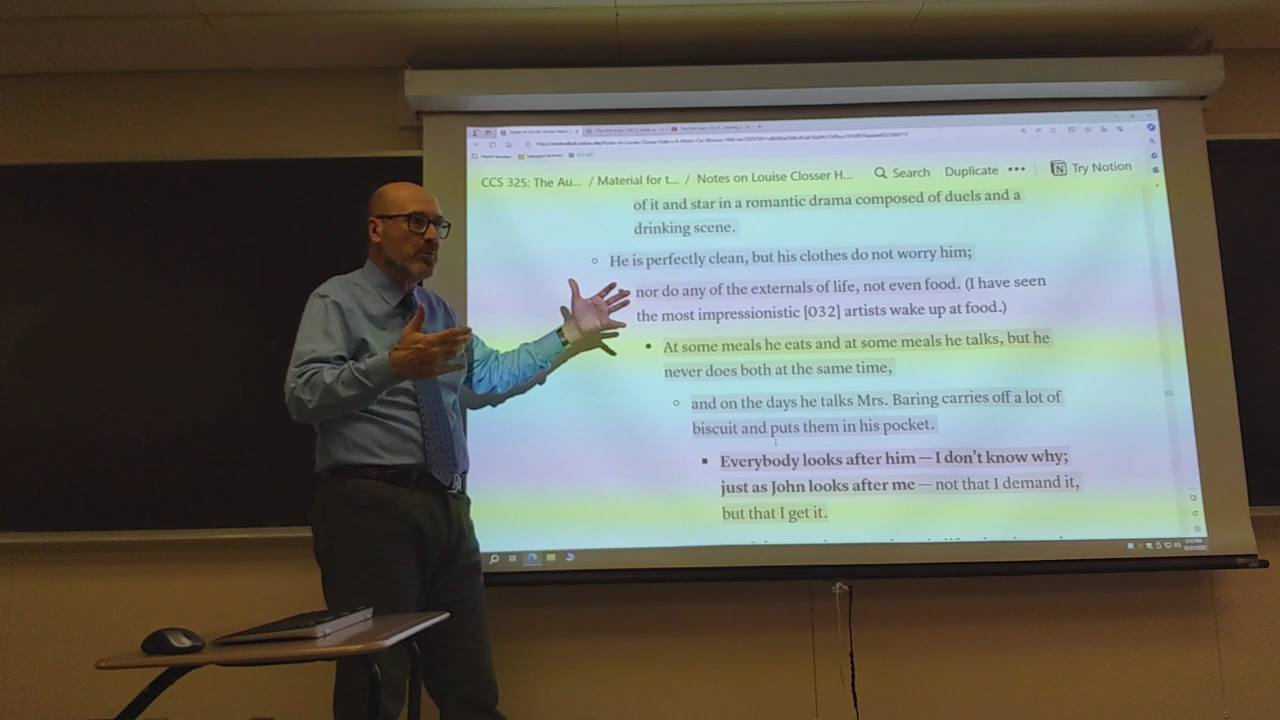 CCS 325: The Au... / Material for t... / Notes on Louise Closser H... Search Duplicate ••• Try Notion
of it and star in a romantic drama composed of duels and a
drinking scene.
He is perfectly clean, but his clothes do not worry him;
nor do any of the externals of life, not even food. (I have seen
the most impressionistic [032] artists wake up at food.)
At some meals he eats and at some meals he talks, but he
never does both at the same time,
and on the days he talks Mrs. Baring carries off a lot of
biscuit and puts them in his pocket.
Everybody looks after him — I don't know why;
just as John looks after me — not that I demand it,
but that I get it.